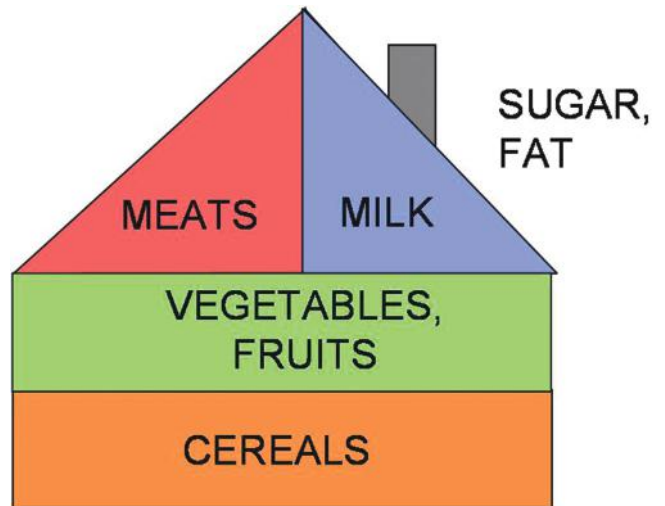 SUGAR,
FAT
MEATS
MILK
VEGETABLES,
FRUITS
CEREALS